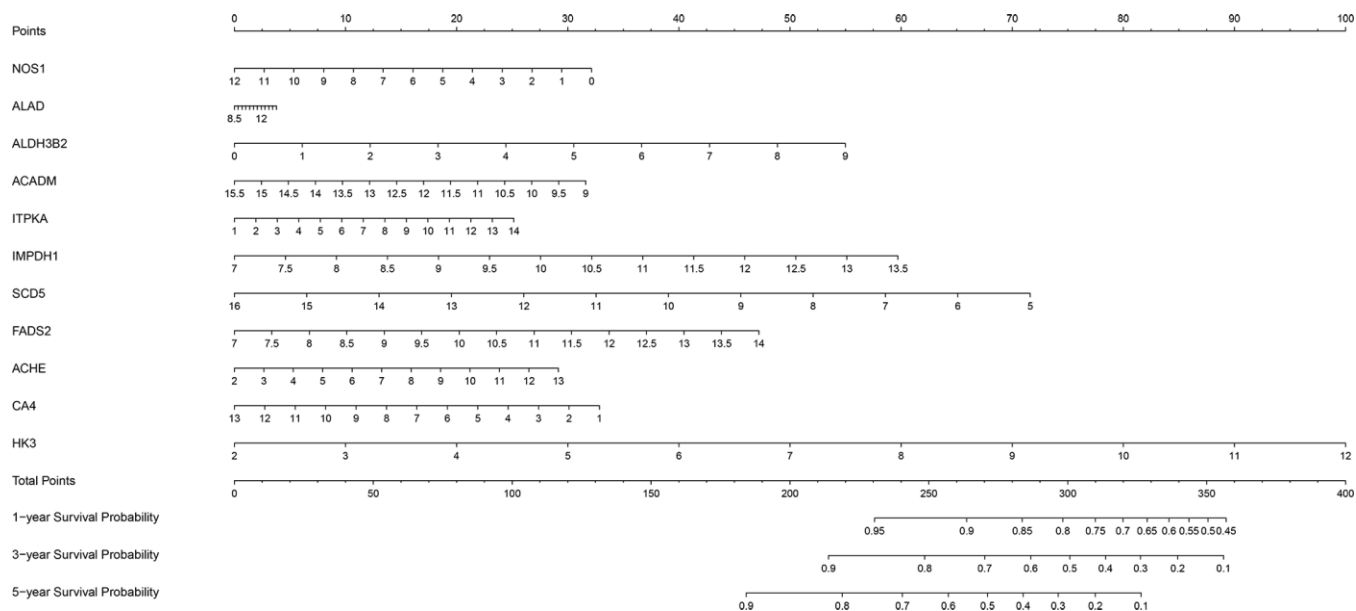 0 10 20 30 40 50 60 70 80 90 100
Points
NOS1
12 11 10 9 8 7 6 5 4 3 2 1 0
ALAD
8.5 12
ALDH3B2
0 1 2 3 4 5 6 7 8 9
ACADM
15.5 15 14.5 14 13.5 13 12.5 12 11.5 11 10.5 10 9.5 9
ITPKA
1 2 3 4 5 6 7 8 9 10 11 12 13 14
IMPDH1
7 7.5 8 8.5 9 9.5 10 10.5 11 11.5 12 12.5 13 13.5
SCD5
16 15 14 13 12 11 10 9 8 7 6 5
FADS2
7 7.5 8 8.5 9 9.5 10 10.5 11 11.5 12 12.5 13 13.5 14
ACHE
2 3 4 5 6 7 8 9 10 11 12 13
CA4
13 12 11 10 9 8 7 6 5 4 3 2 1
HK3
2 3 4 5 6 7 8 9 10 11 12
Total Points
0 50 100 150 200 250 300 350 400
1−year Survival Probability
0.95 0.9 0.85 0.8 0.75 0.7 0.65 0.6 0.55 0.50 0.45
3−year Survival Probability
0.9 0.8 0.7 0.6 0.5 0.4 0.3 0.2 0.1
5−year Survival Probability
0.9 0.8 0.7 0.6 0.5 0.4 0.3 0.2 0.1